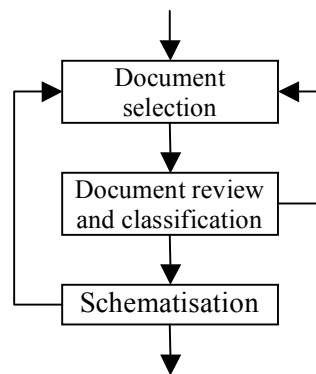 Document
selection
Document review
and classification
Schematisation